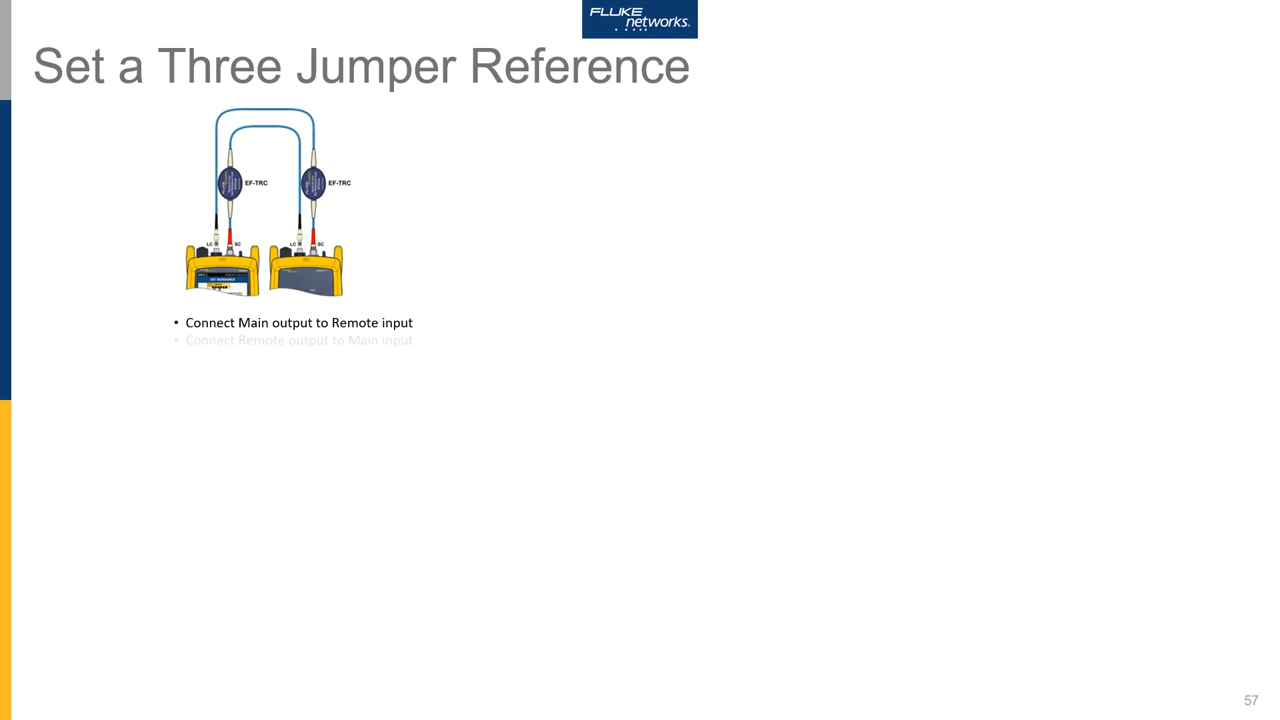 FLUKE
networks®
Set a Three Jumper Reference
EF-TRC
EF-TRC
LC
SC
LC
SC
SET REFERENCE
• Connect Main output to Remote input
• Connect Remote output to Main input
57